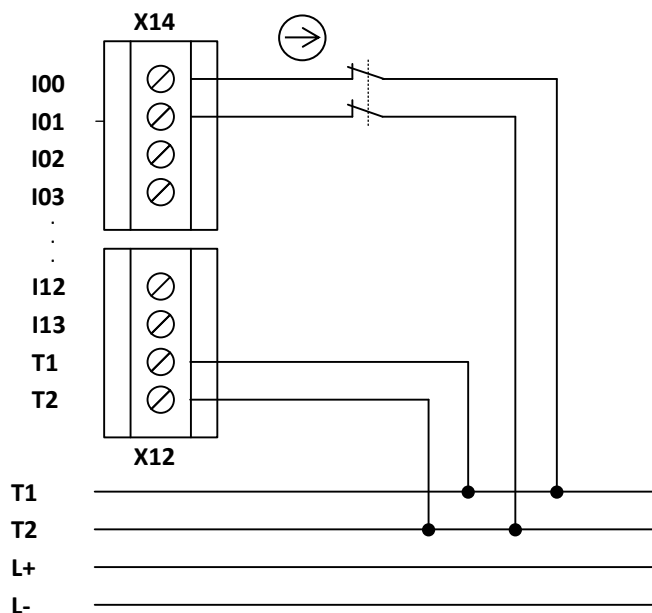 X14
I00
I01
I02
I03
.
.
.
I12
I13
T1
T2
X12
T1
T2
L+
L-